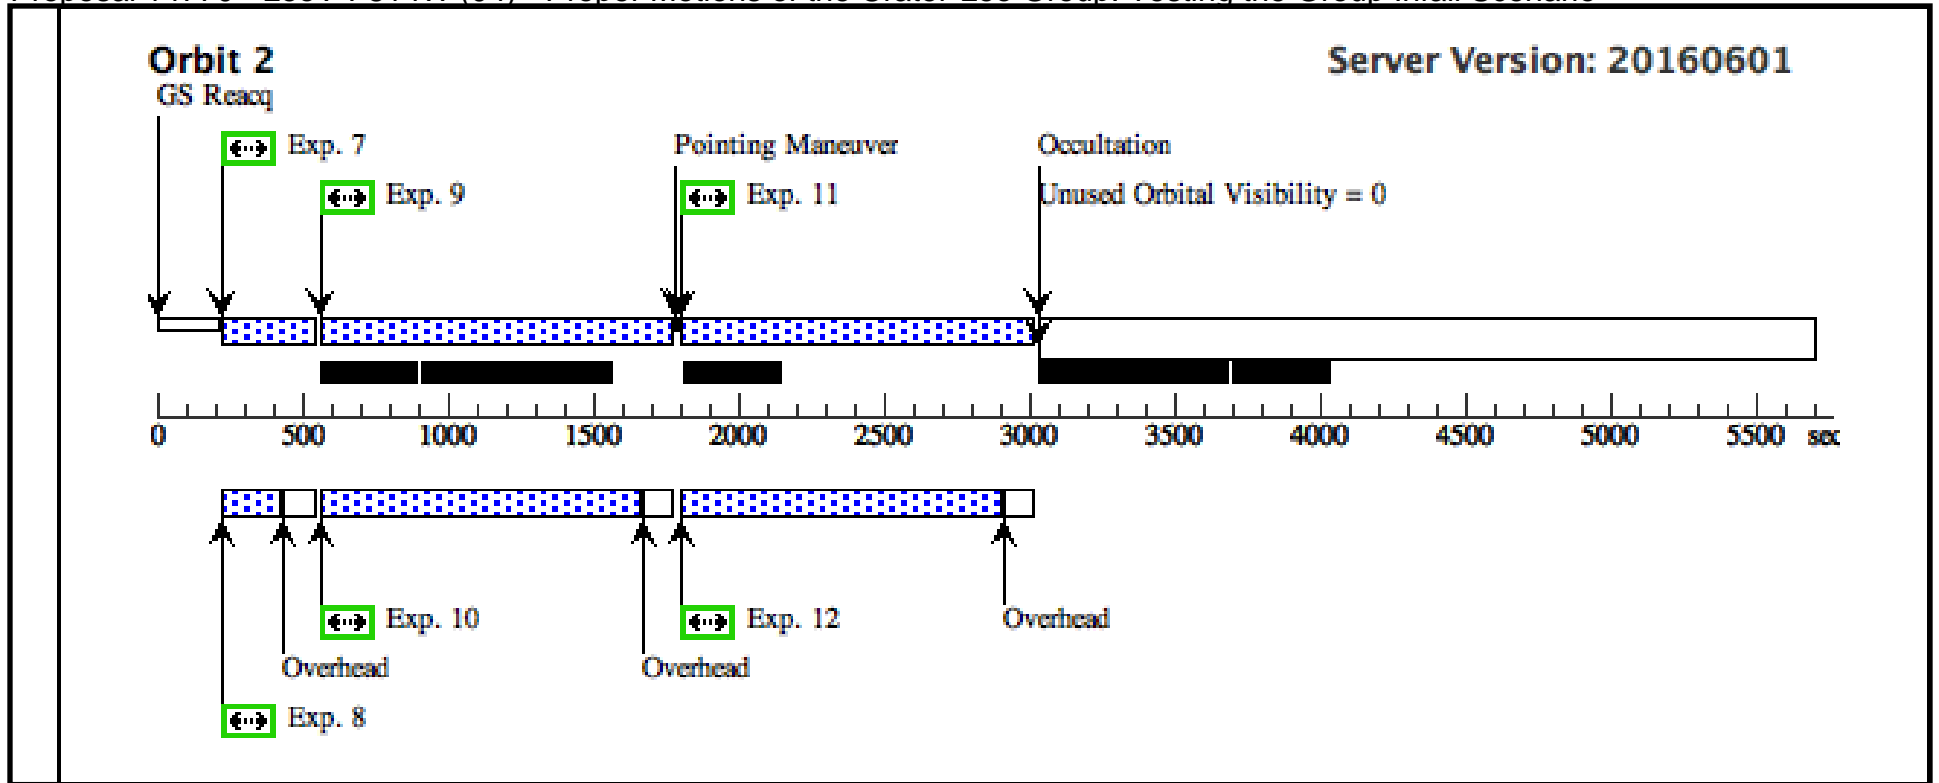 Orbit 2
Server Version: 20160601
GS Reacq
Exp. 7
Pointing Maneuver
Occultation
Exp. 9
Exp. 11
Unused Orbital Visibility = 0
0 500 1000 1500 2000 2500 3000 3500 4000 4500 5000 5500 sec
Exp. 10
Exp. 12
Overhead
Overhead
Overhead
Exp. 8